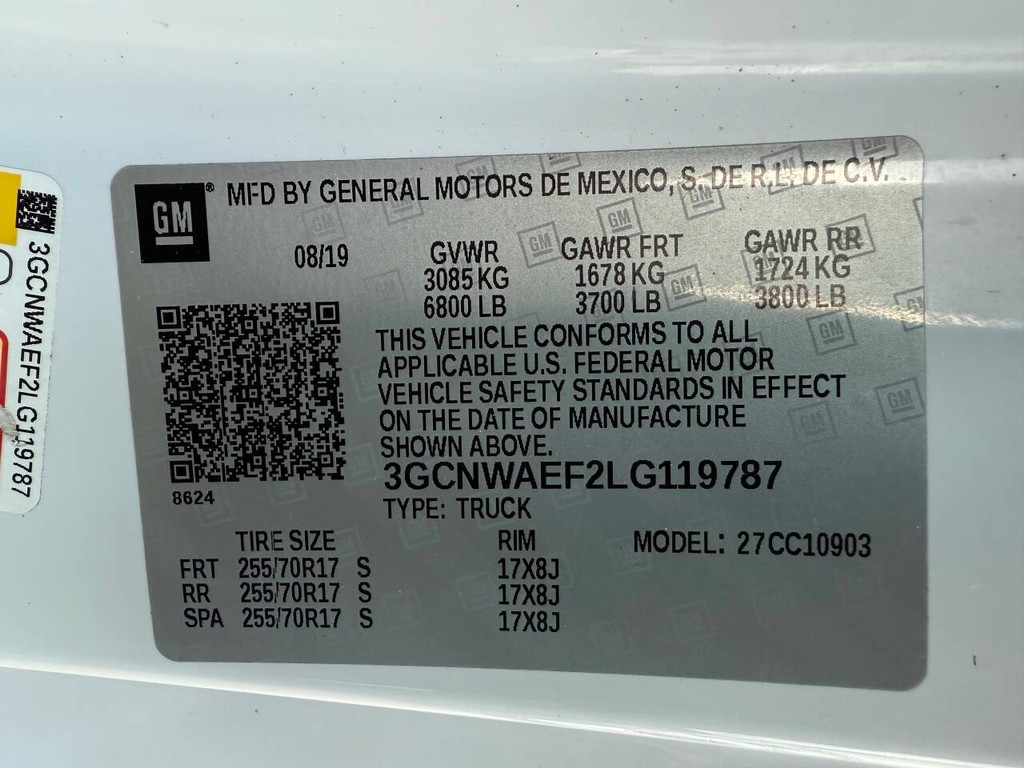 GM® MFD BY GENERAL MOTORS DE MEXICO, S. DE R.L. DE C.V.
08/19 GVWR GAWR FRT GAWR RR
3085 KG 1678 KG 1724 KG
6800 LB 3700 LB 3800 LB
THIS VEHICLE CONFORMS TO ALL
APPLICABLE U.S. FEDERAL MOTOR
VEHICLE SAFETY STANDARDS IN EFFECT
ON THE DATE OF MANUFACTURE
SHOWN ABOVE.
3GCNWAEF2LG119787
8624
TYPE: TRUCK
TIRE SIZE RIM MODEL: 27CC10903
FRT 255/70R17 S 17X8J
RR 255/70R17 S 17X8J
SPA 255/70R17 S 17X8J
3GCNWAEF2LG119787